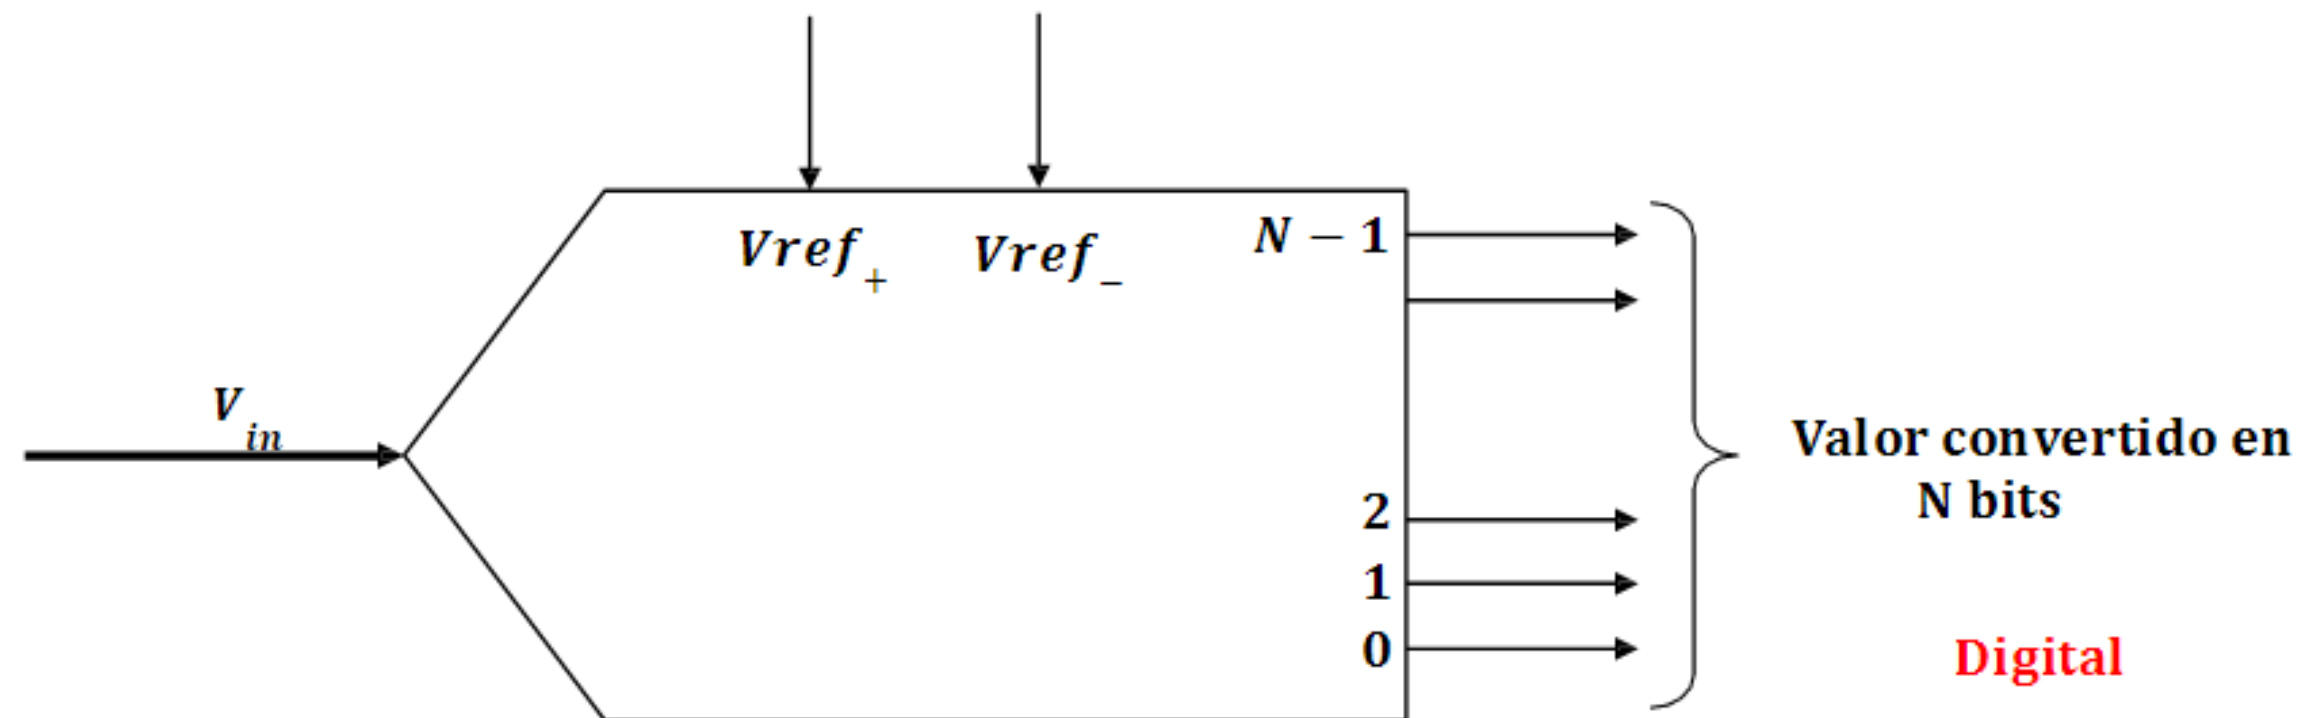 Vref+
Vref−
N − 1
Vin
Valor convertido en
N bits
2
1
0
Digital